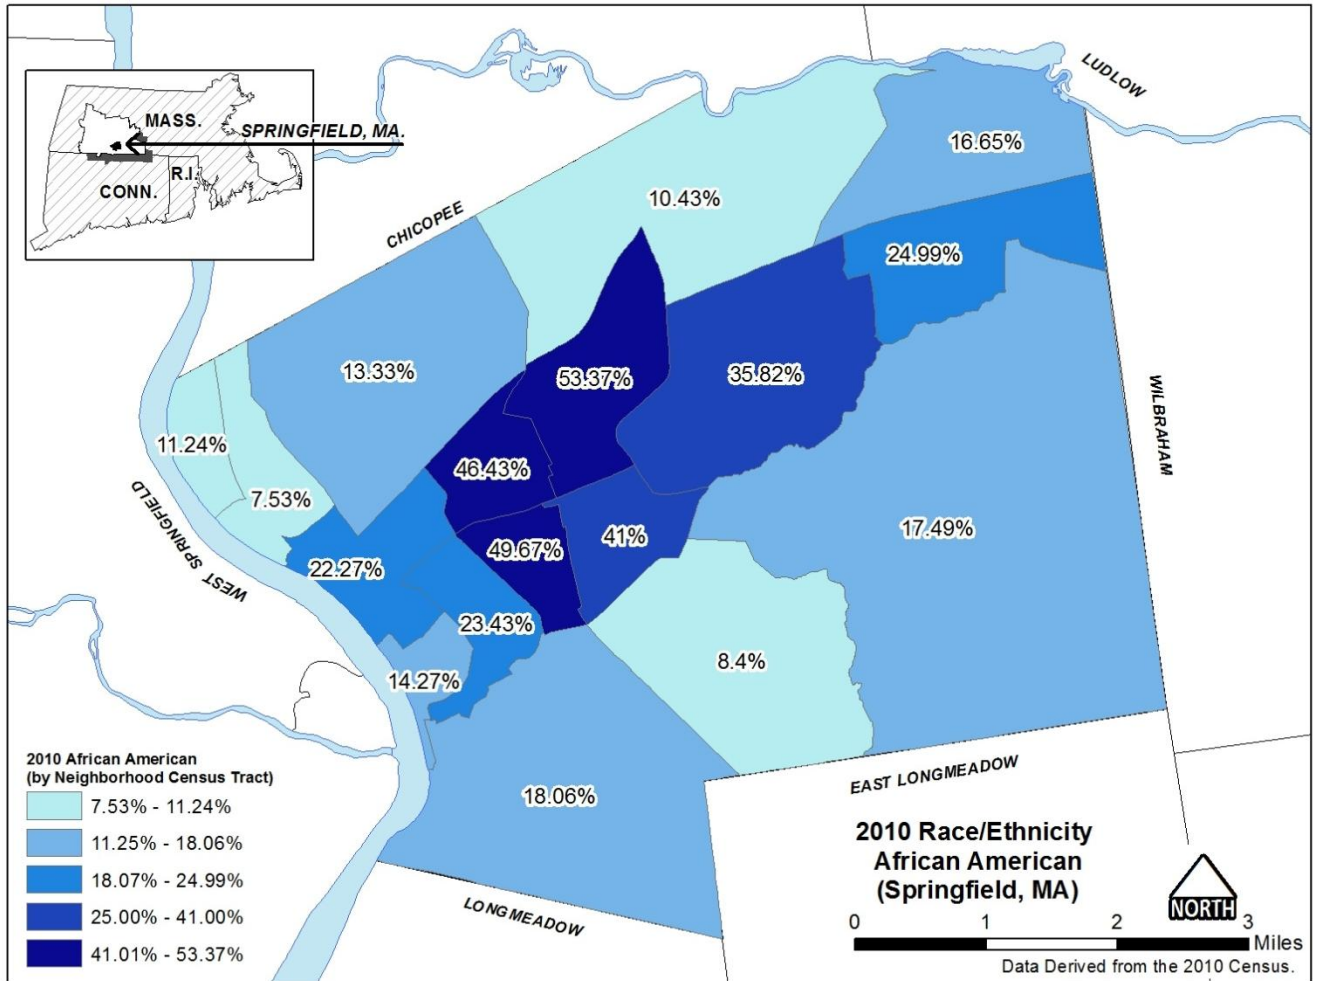 LUDLOW
MASS.
SPRINGFIELD, MA.
R.I.
CONN.
CHICOPEE
16.65%
10.43%
24.99%
13.33%
53.37%
35.82%
WILBRAHAM
11.24%
46.43%
7.53%
WEST SPRINGFIELD
17.49%
41%
49.67%
22.27%
23.43%
8.4%
14.27%
18.06%
EAST LONGMEADOW
LONGMEADOW
2010 African American
(by Neighborhood Census Tract)
7.53% - 11.24%
11.25% - 18.06%
18.07% - 24.99%
25.00% - 41.00%
41.01% - 53.37%
2010 Race/Ethnicity
African American
(Springfield, MA)
NORTH
0 1 2 3
Miles
Data Derived from the 2010 Census.